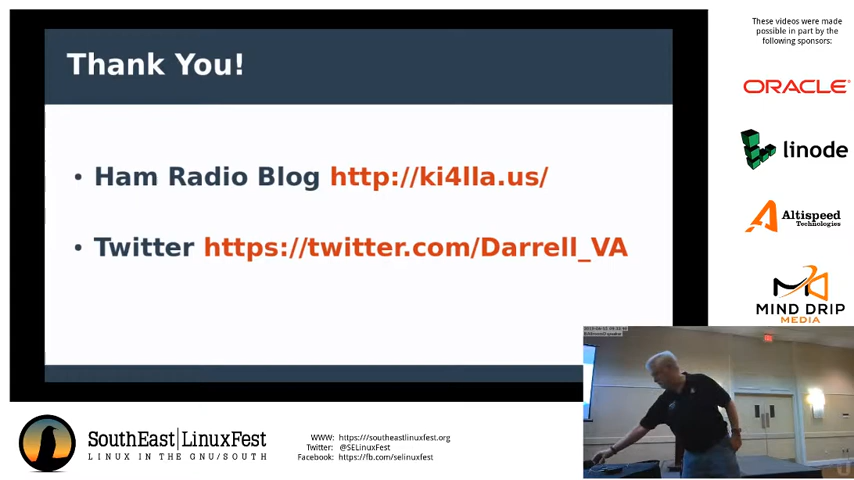 Thank You!
• Ham Radio Blog http://ki4lla.us/
• Twitter https://twitter.com/Darrell_VA
These videos were made
possible in part by the
following sponsors:
ORACLE
linode
Altispeed
Technologies
MIND DRIP
MEDIA
SouthEast|LinuxFest
LINUX IN THE GNU/SOUTH
WWW: https://southeastlinuxfest.org
Twitter: @SELinuxFest
Facebook: https://fb.com/selinuxfest